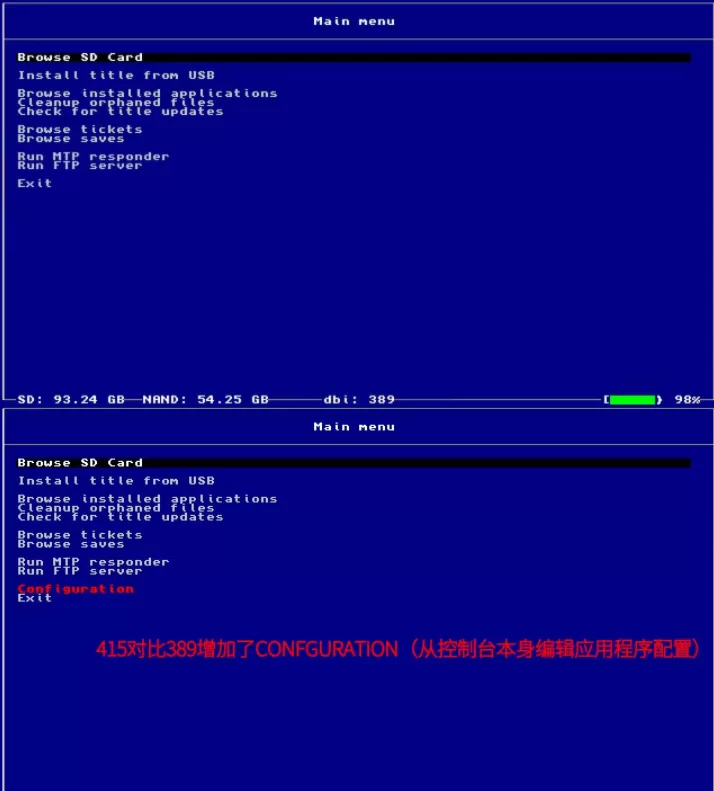 Main menu
Browse SD Card
Install title from USB
Browse installed applications
Cleanup orphaned files
Check for title updates
Browse tickets
Browse saves
Run MTP responder
Run FTP server
Exit
SD: 93.24 GB NAND: 54.25 GB dbi: 389 [ } 98%
Main menu
Browse SD Card
Install title from USB
Browse installed applications
Cleanup orphaned files
Check for title updates
Browse tickets
Browse saves
Run MTP responder
Run FTP server
Configuration
Exit
415对比389增加了CONFGURATION（从控制台本身编辑应用程序配置）